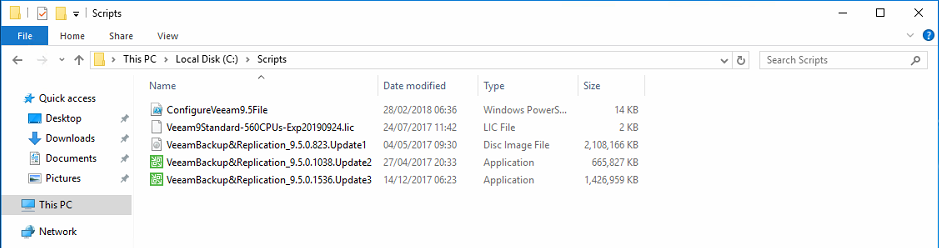 Scripts
File Home Share View
This PC Local Disk (C:) Scripts Search Scripts
Name Date modified Type Size
Quick access
Desktop
Downloads
Documents
Pictures
This PC
Network
ConfigureVeeam9.5File 28/02/2018 06:36 Windows PowerS... 14 KB
Veeam9Standard-560CPUs-Exp20190924.lic 24/07/2017 11:42 LIC File 2 KB
VeeamBackup&Replication_9.5.0.823.Update1 04/05/2017 09:30 Disc Image File 2,108,166 KB
VeeamBackup&Replication_9.5.0.1038.Update2 27/04/2017 20:33 Application 665,827 KB
VeeamBackup&Replication_9.5.0.1536.Update3 14/12/2017 06:23 Application 1,426,959 KB